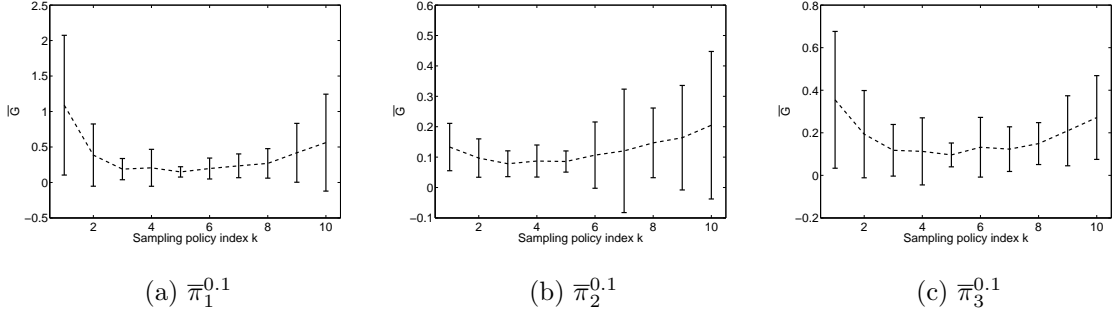 2.5
2
1.5
1
0.5
0
−0.5
G̅
2 4 6 8 10
Sampling policy index k
(a) π̅₁^0.1
0.6
0.5
0.4
0.3
0.2
0.1
0
−0.1
G̅
2 4 6 8 10
Sampling policy index k
(b) π̅₂^0.1
0.8
0.6
0.4
0.2
0
−0.2
G̅
2 4 6 8 10
Sampling policy index k
(c) π̅₃^0.1